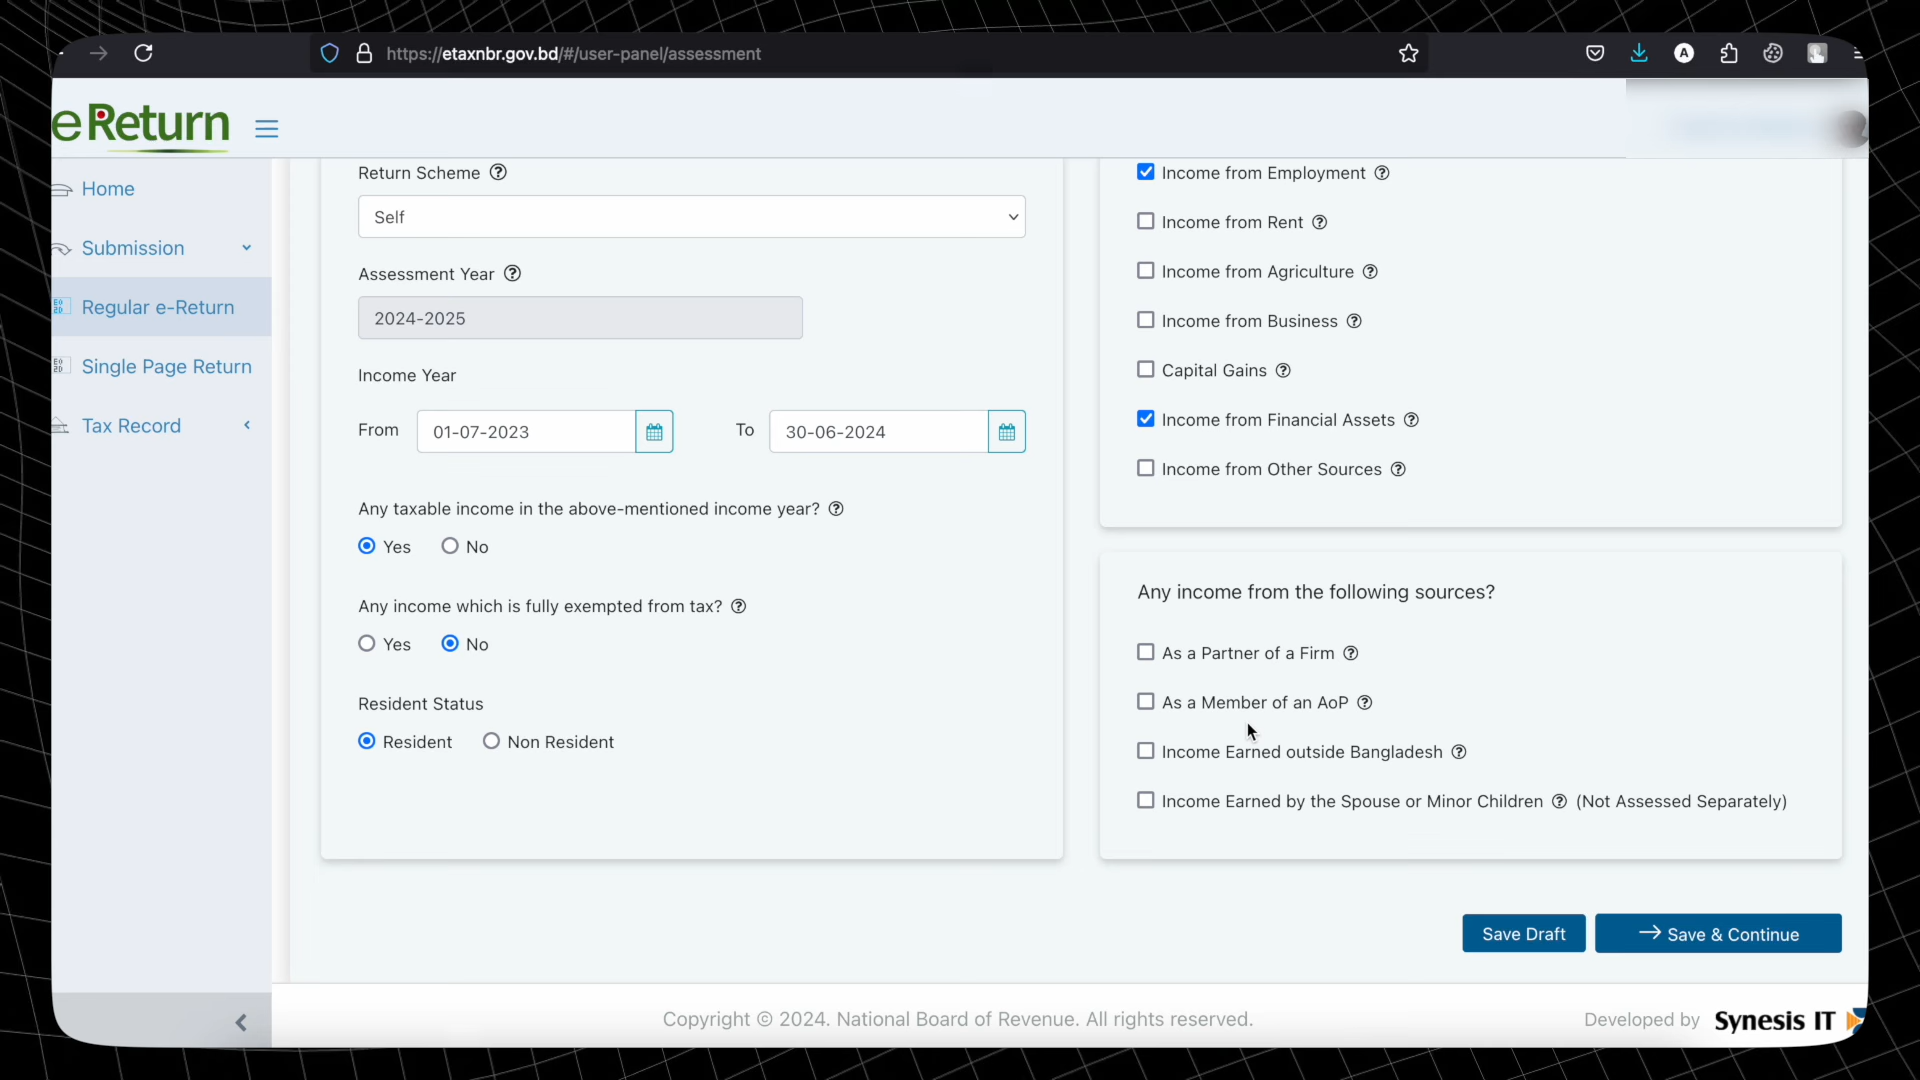 https://etaxnbr.gov.bd/#/user-panel/assessment
A
eReturn
Home
Submission
Regular e-Return
Single Page Return
Tax Record
Return Scheme
Self
Assessment Year
2024-2025
Income Year
From 01-07-2023 To 30-06-2024
Any taxable income in the above-mentioned income year?
Yes No
Any income which is fully exempted from tax?
Yes No
Resident Status
Resident Non Resident
Income from Employment
Income from Rent
Income from Agriculture
Income from Business
Capital Gains
Income from Financial Assets
Income from Other Sources
Any income from the following sources?
As a Partner of a Firm
As a Member of an AoP
Income Earned outside Bangladesh
Income Earned by the Spouse or Minor Children (Not Assessed Separately)
Save Draft
Save & Continue
Copyright © 2024. National Board of Revenue. All rights reserved.
Developed by Synesis IT